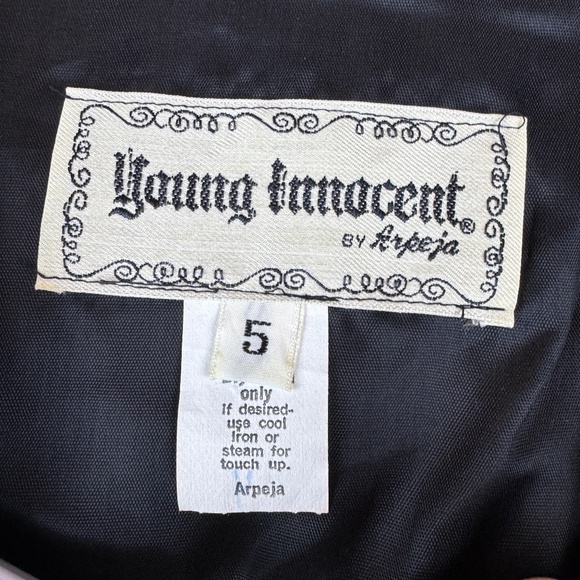 Young Innocent®
BY Arpeja
5
only
If desired-
use cool
iron or
steam for
touch up.
Arpeja